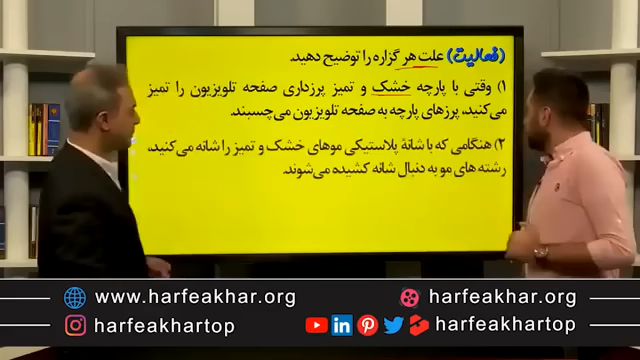 (فعالیت) علت هر گزاره را توضیح دهید.
۱) وقتی با پارچه خشک و تمیز پرزداری صفحه تلویزیون را تمیز
می‌کنید، پرزهای پارچه به صفحه تلویزیون می‌چسبند.
۲) هنگامی که با شانهٔ پلاستیکی موهای خشک و تمیز را شانه می‌کنید،
رشته های مو به دنبال شانه کشیده می‌شوند.
www.harfeakhar.org
harfeakhar.org
harfeakhartop
harfeakhartop